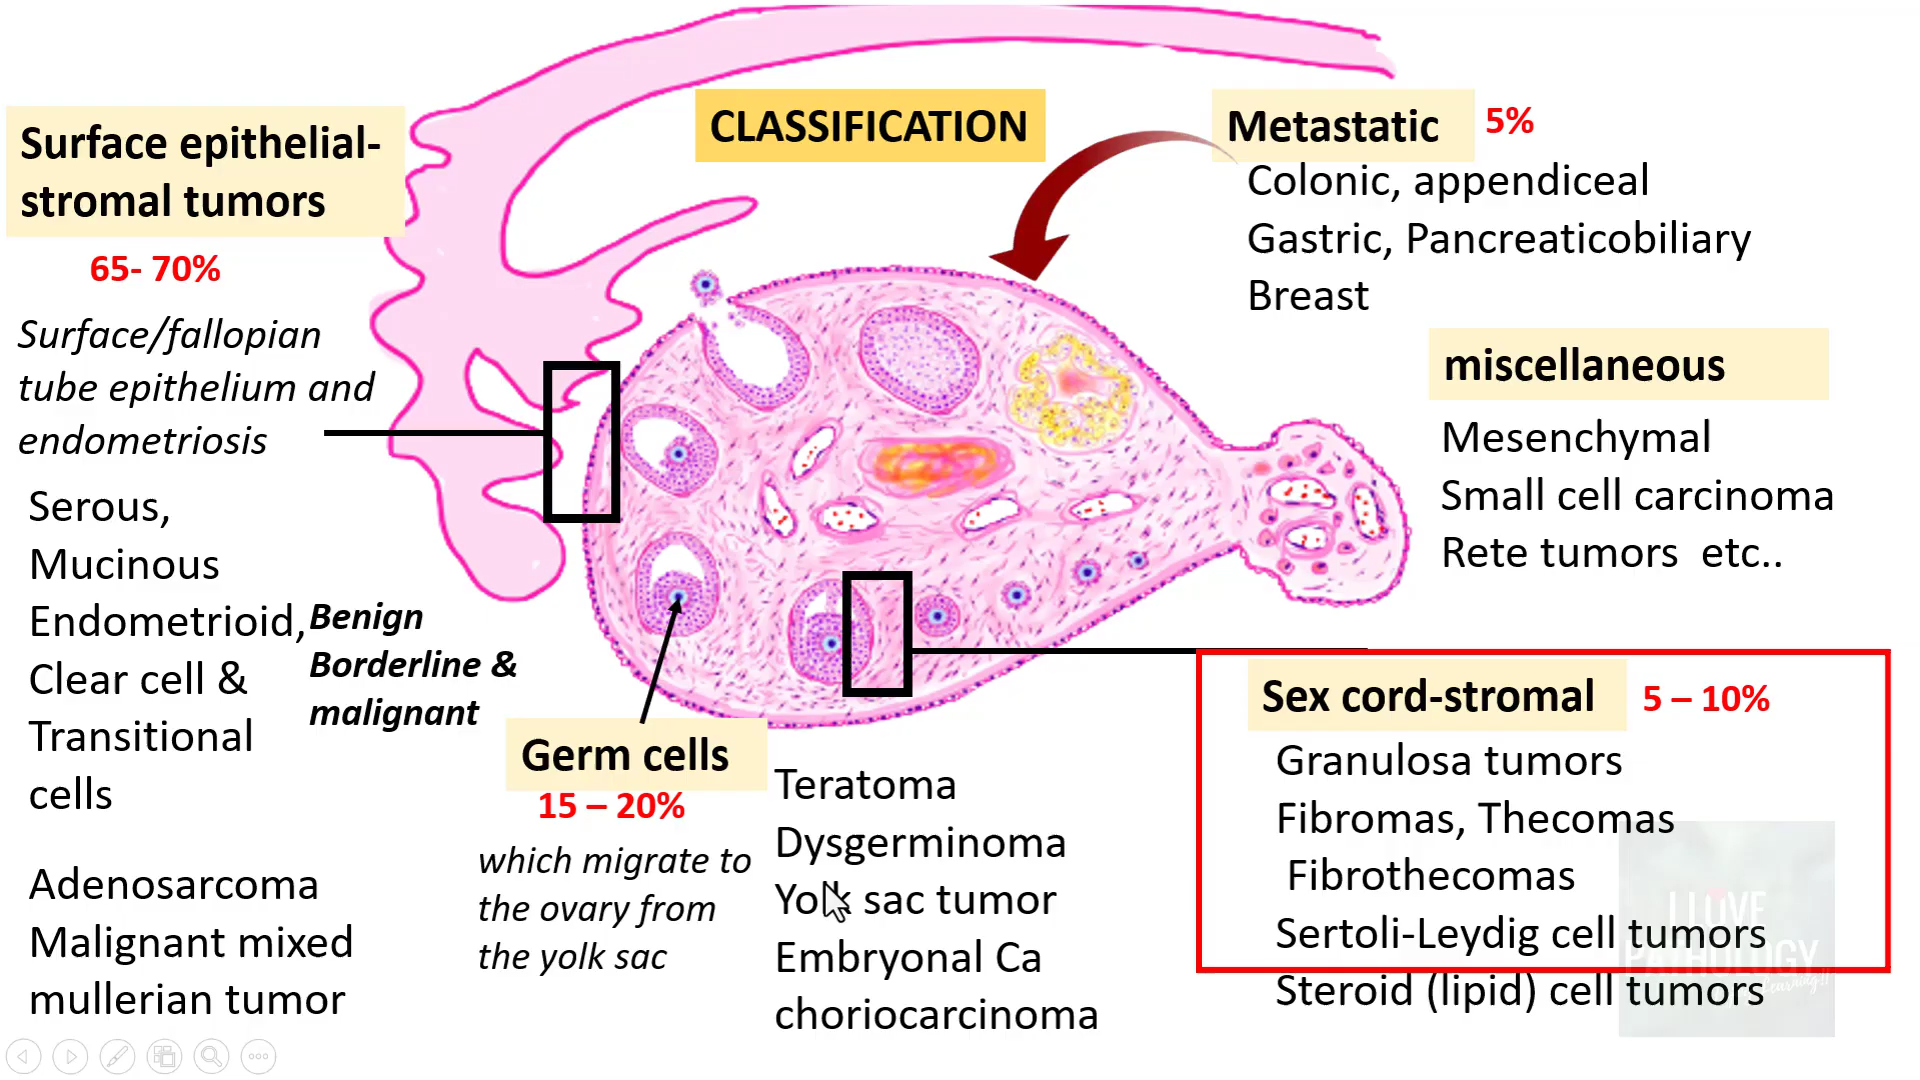 CLASSIFICATION
Surface epithelial-
stromal tumors
65- 70%
Surface/fallopian
tube epithelium and
endometriosis
Serous,
Mucinous
Endometrioid,
Clear cell &
Transitional
cells
Benign
Borderline &
malignant
Adenosarcoma
Malignant mixed
mullerian tumor
Germ cells
15 – 20%
which migrate to
the ovary from
the yolk sac
Teratoma
Dysgerminoma
Yolk sac tumor
Embryonal Ca
choriocarcinoma
Metastatic
5%
Colonic, appendiceal
Gastric, Pancreaticobiliary
Breast
miscellaneous
Mesenchymal
Small cell carcinoma
Rete tumors etc..
Sex cord-stromal
5 – 10%
Granulosa tumors
Fibromas, Thecomas
Fibrothecomas
Sertoli-Leydig cell tumors
Steroid (lipid) cell tumors
I LOVE
PATHOLOGY